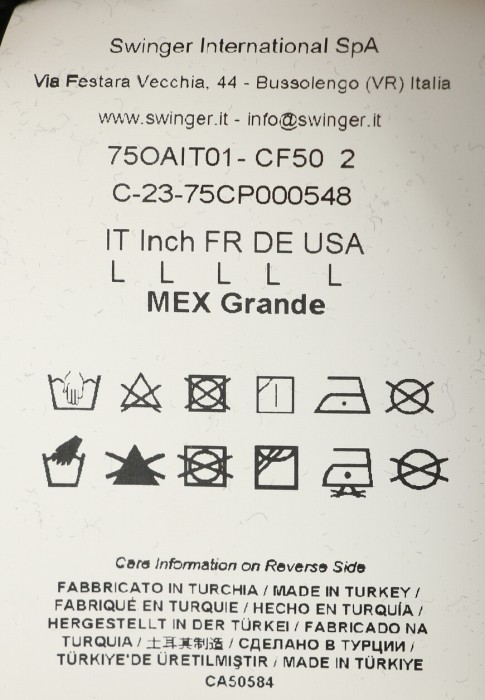 Swinger International SpA
Via Festara Vecchia, 44 - Bussolengo (VR) Italia
www.swinger.it - info@swinger.it
75OAIT01- CF50 2
C-23-75CP000548
IT Inch FR DE USA
L L L L L
MEX Grande
Care Information on Reverse Side
FABBRICATO IN TURCHIA / MADE IN TURKEY /
FABRIQUÉ EN TURQUIE / HECHO EN TURQUÍA /
HERGESTELLT IN DER TÜRKEI / FABRICADO NA
TURQUIA / 土耳其制造 / СДЕЛАНО В ТУРЦИИ /
TÜRKİYE'DE ÜRETİLMİŞTİR / MADE IN TÜRKİYE
CA50584